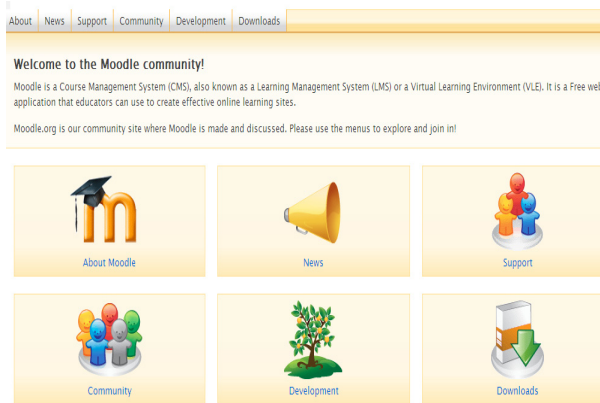 About News Support Community Development Downloads
Welcome to the Moodle community!
Moodle is a Course Management System (CMS), also known as a Learning Management System (LMS) or a Virtual Learning Environment (VLE). It is a Free web
application that educators can use to create effective online learning sites.
Moodle.org is our community site where Moodle is made and discussed. Please use the menus to explore and join in!
m
About Moodle News Support
Community Development Downloads